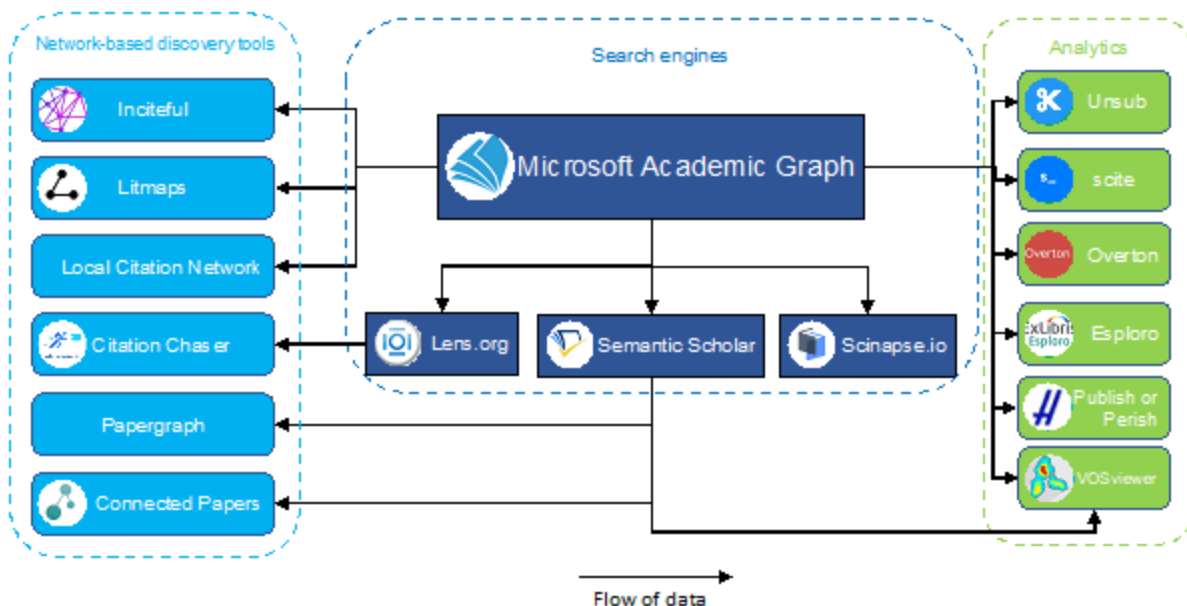 Network-based discovery tools
Inciteful
Litmaps
Local Citation Network
Citation Chaser
Papergraph
Connected Papers
Search engines
Microsoft Academic Graph
Lens.org
Semantic Scholar
Scinapse.io
Analytics
Unsub
scite
Overton
Overton
ExLibris
Esploro
Esploro
Publish or
Perish
VOSviewer
Flow of data